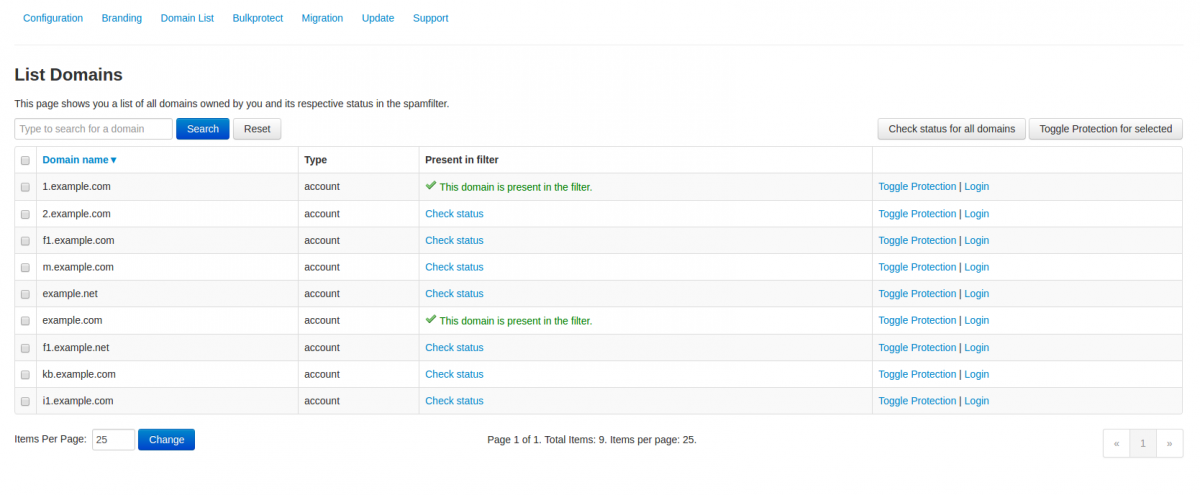 Configuration Branding Domain List Bulkprotect Migration Update Support
List Domains
This page shows you a list of all domains owned by you and its respective status in the spamfilter.
Type to search for a domain Search Reset Check status for all domains Toggle Protection for selected
Domain name▼ Type Present in filter
1.example.com account This domain is present in the filter. Toggle Protection | Login
2.example.com account Check status Toggle Protection | Login
f1.example.com account Check status Toggle Protection | Login
m.example.com account Check status Toggle Protection | Login
example.net account Check status Toggle Protection | Login
example.com account This domain is present in the filter. Toggle Protection | Login
f1.example.net account Check status Toggle Protection | Login
kb.example.com account Check status Toggle Protection | Login
i1.example.com account Check status Toggle Protection | Login
Items Per Page: 25 Change Page 1 of 1. Total Items: 9. Items per page: 25. « 1 »